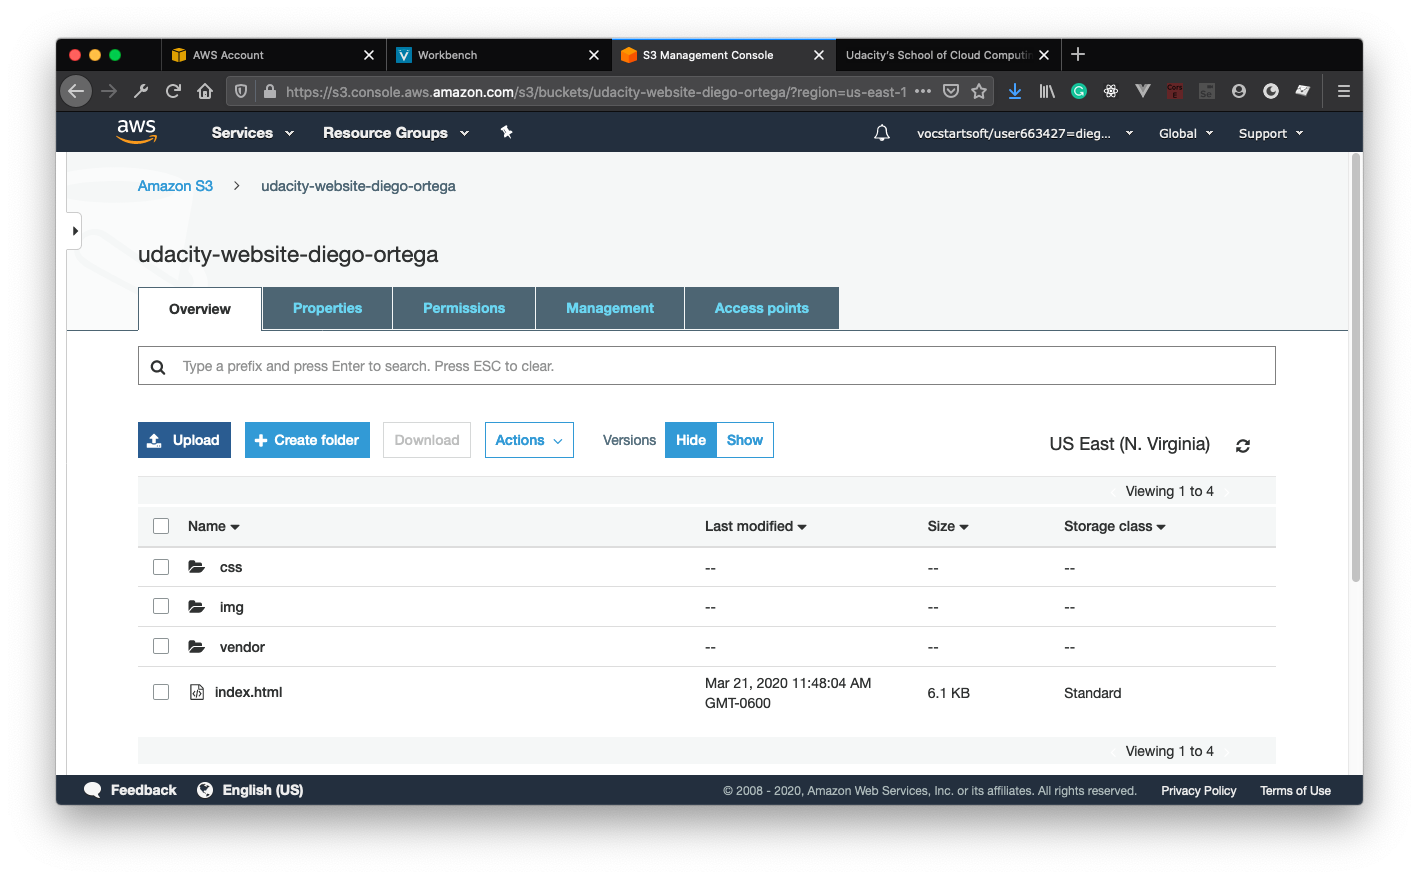 AWS Account
Workbench
S3 Management Console
Udacity's School of Cloud Computin
https://s3.console.aws.amazon.com/s3/buckets/udacity-website-diego-ortega/?region=us-east-1
aws
Services
Resource Groups
vocstartsoft/user663427=dieg...
Global
Support
Amazon S3
udacity-website-diego-ortega
udacity-website-diego-ortega
Overview
Properties
Permissions
Management
Access points
Type a prefix and press Enter to search. Press ESC to clear.
Upload
Create folder
Download
Actions
Versions
Hide
Show
US East (N. Virginia)
Viewing 1 to 4
Name
Last modified
Size
Storage class
css
--
--
--
img
--
--
--
vendor
--
--
--
index.html
Mar 21, 2020 11:48:04 AM
GMT-0600
6.1 KB
Standard
Viewing 1 to 4
Feedback
English (US)
© 2008 - 2020, Amazon Web Services, Inc. or its affiliates. All rights reserved.
Privacy Policy
Terms of Use